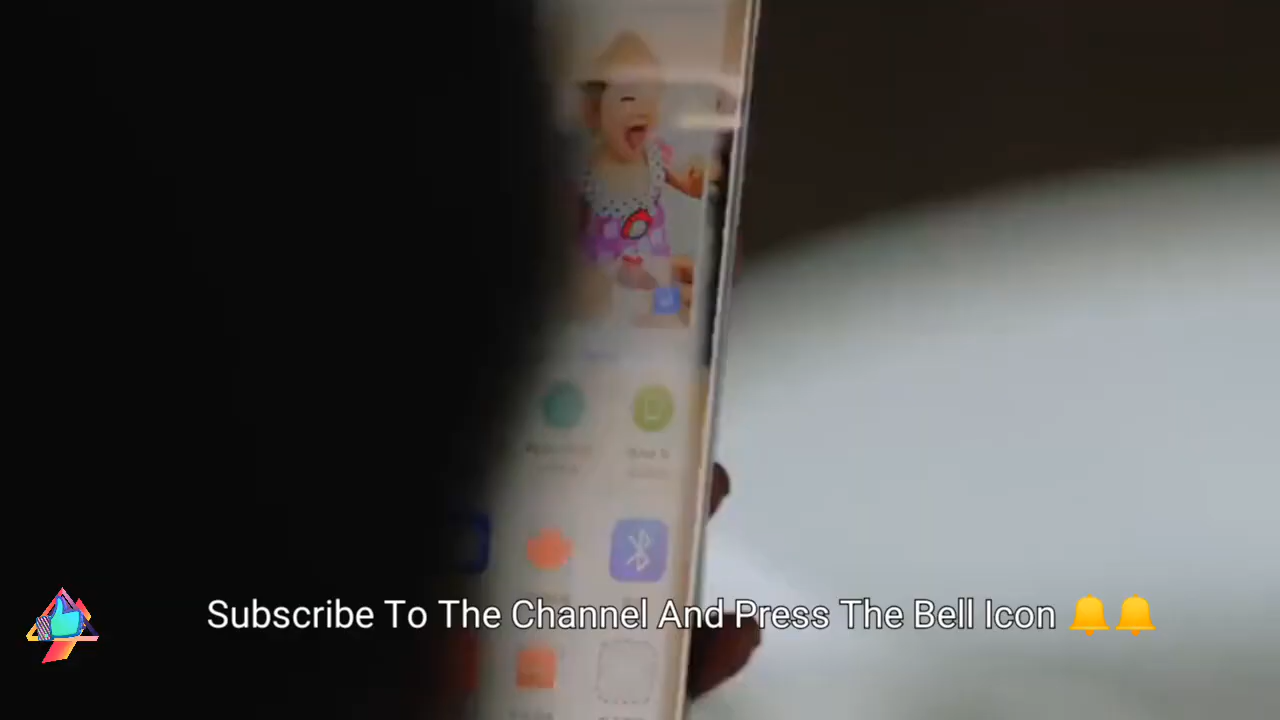 Subscribe To The Channel And Press The Bell Icon 🔔🔔